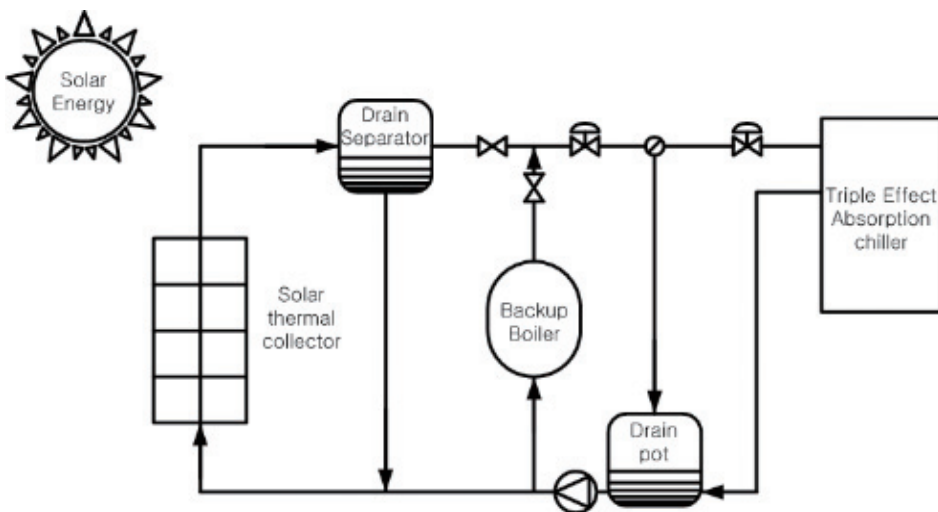 Solar
Energy
Drain
Separator
Triple Effect
Absorption
chiller
Solar
thermal
collector
Backup
Boiler
Drain
pot